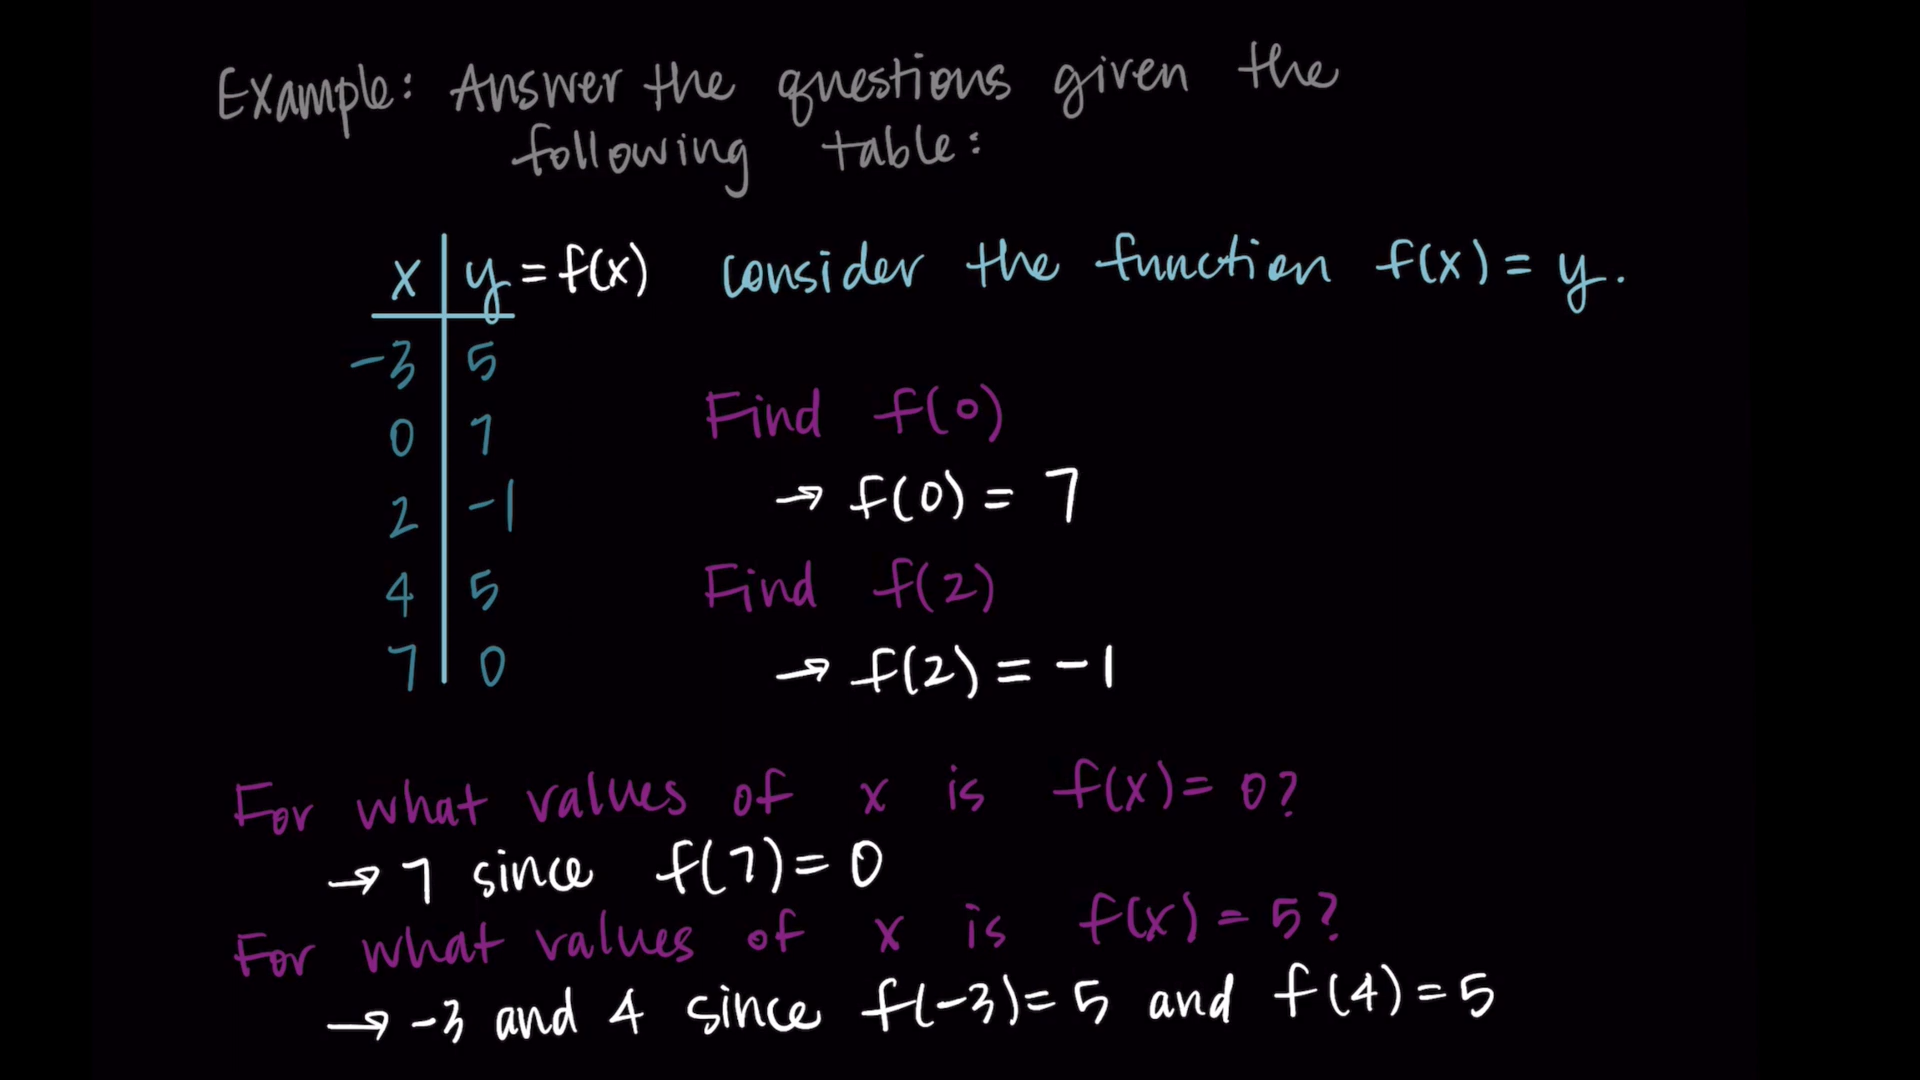 Example: Answer the questions given the
following table:
x | y = f(x) consider the function f(x) = y.
-3 | 5
0 | 7
2 | -1
4 | 5
7 | 0
Find f(0)
→ f(0) = 7
Find f(2)
→ f(2) = -1
For what values of x is f(x) = 0?
→ 7 since f(7) = 0
For what values of x is f(x) = 5?
→ -3 and 4 since f(-3) = 5 and f(4) = 5